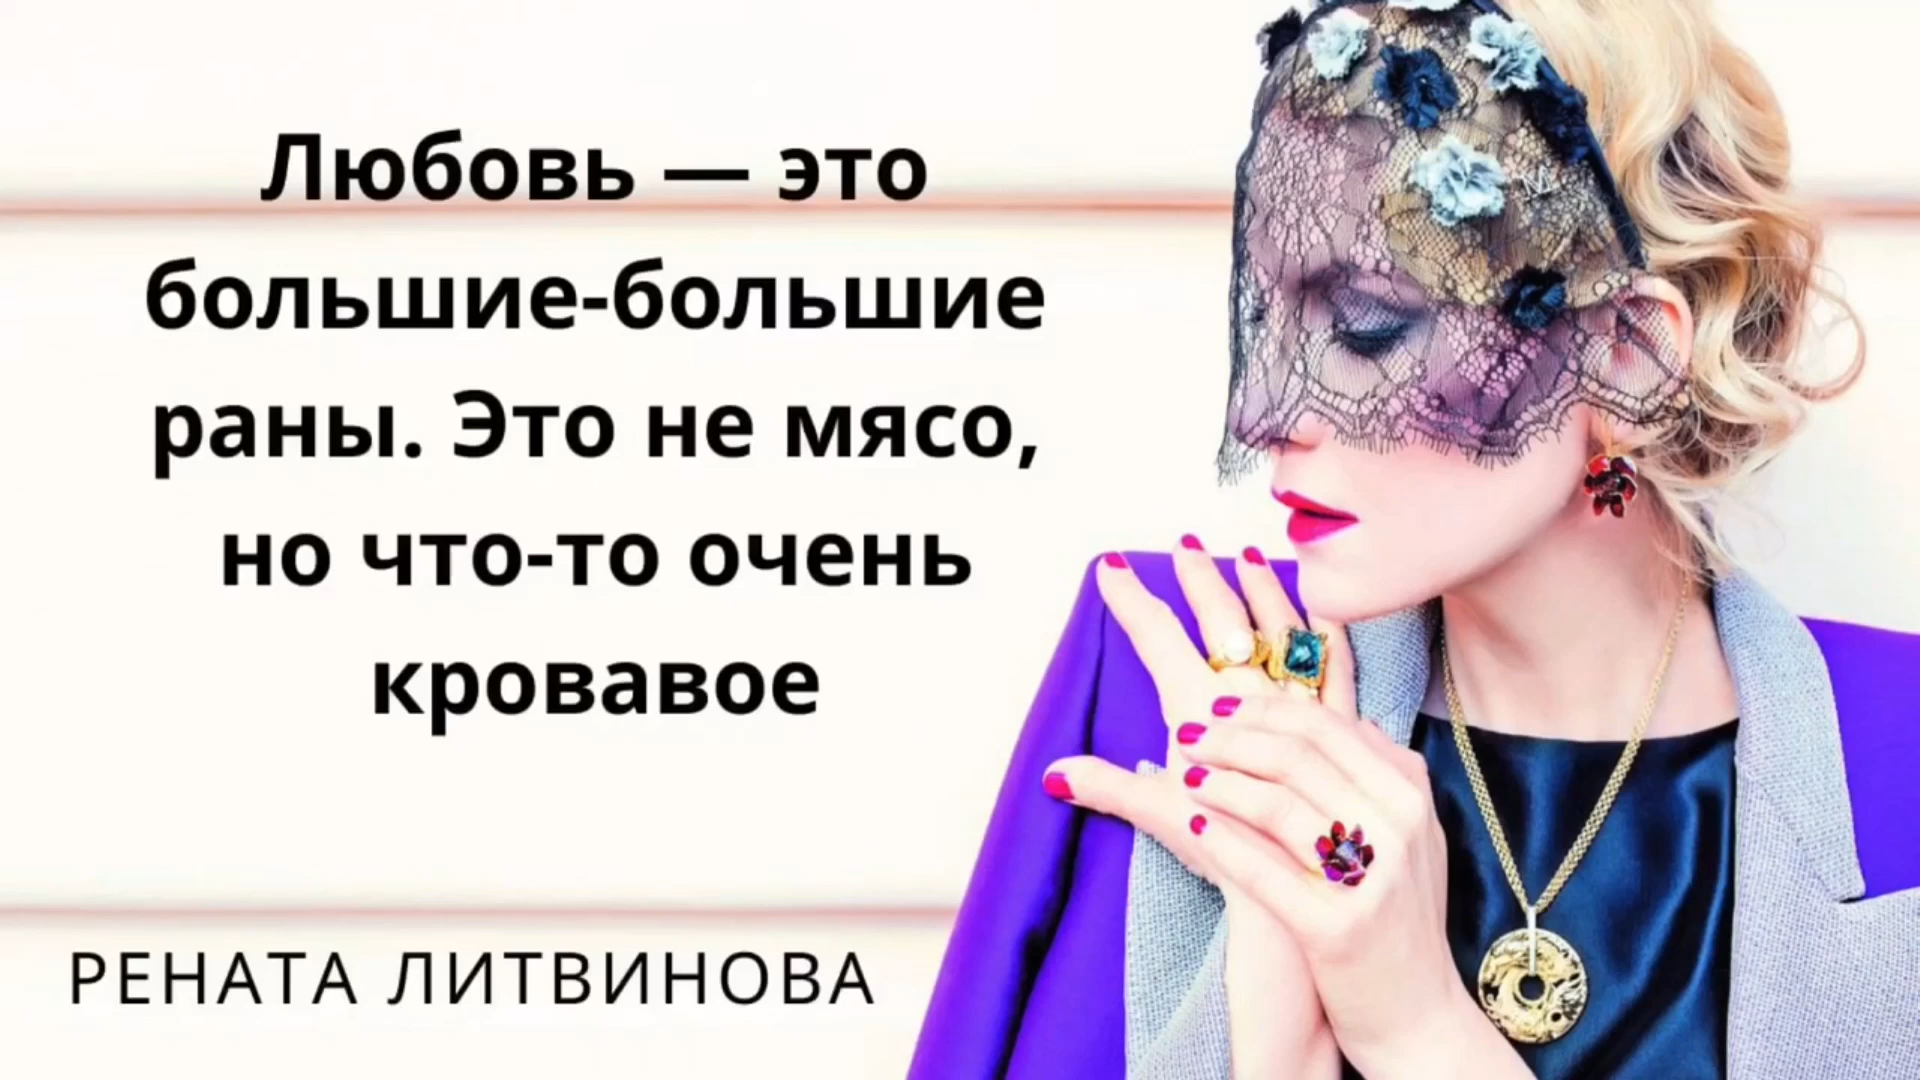 Любовь — это
большие-большие
раны. Это не мясо,
но что-то очень
кровавое
РЕНАТА ЛИТВИНОВА